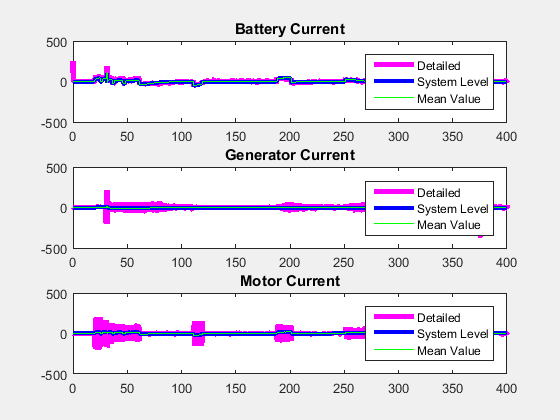 Battery Current
500
0
-500
Detailed
System Level
Mean Value
0 50 100 150 200 250 300 350 400
Generator Current
500
0
-500
Detailed
System Level
Mean Value
0 50 100 150 200 250 300 350 400
Motor Current
500
0
-500
Detailed
System Level
Mean Value
0 50 100 150 200 250 300 350 400